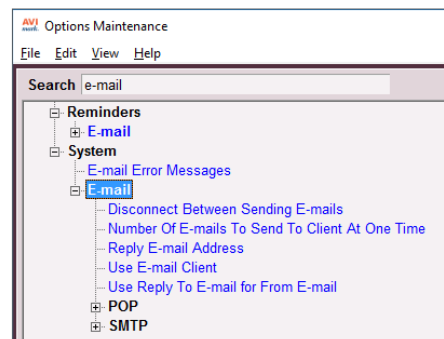 AVI
mark
Options Maintenance
File Edit View Help
Search e-mail
Reminders
E-mail
System
E-mail Error Messages
E-mail
Disconnect Between Sending E-mails
Number Of E-mails To Send To Client At One Time
Reply E-mail Address
Use E-mail Client
Use Reply To E-mail for From E-mail
POP
SMTP